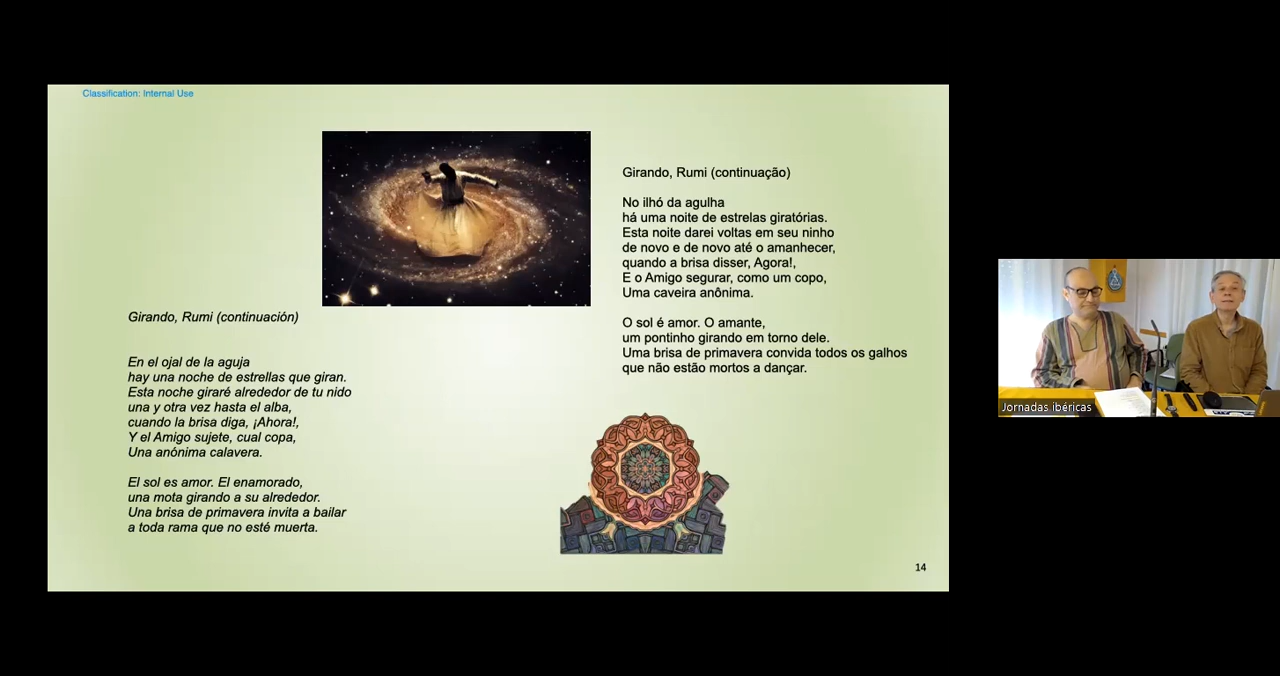 Classification: Internal Use
Girando, Rumi (continuación)
En el ojal de la aguja
hay una noche de estrellas que giran.
Esta noche giraré alrededor de tu nido
una y otra vez hasta el alba,
cuando la brisa diga, ¡Ahora!,
Y el Amigo sujete, cual copa,
Una anónima calavera.
El sol es amor. El enamorado,
una mota girando a su alrededor.
Una brisa de primavera invita a bailar
a toda rama que no esté muerta.
Girando, Rumi (continuação)
No ilhó da agulha
há uma noite de estrelas giratórias.
Esta noite darei voltas em seu ninho
de novo e de novo até o amanhecer,
quando a brisa disser, Agora!,
E o Amigo segurar, como um copo,
Uma caveira anônima.
O sol é amor. O amante,
um pontinho girando em torno dele.
Uma brisa de primavera convida todos os galhos
que não estão mortos a dançar.
14
Jornadas ibéricas